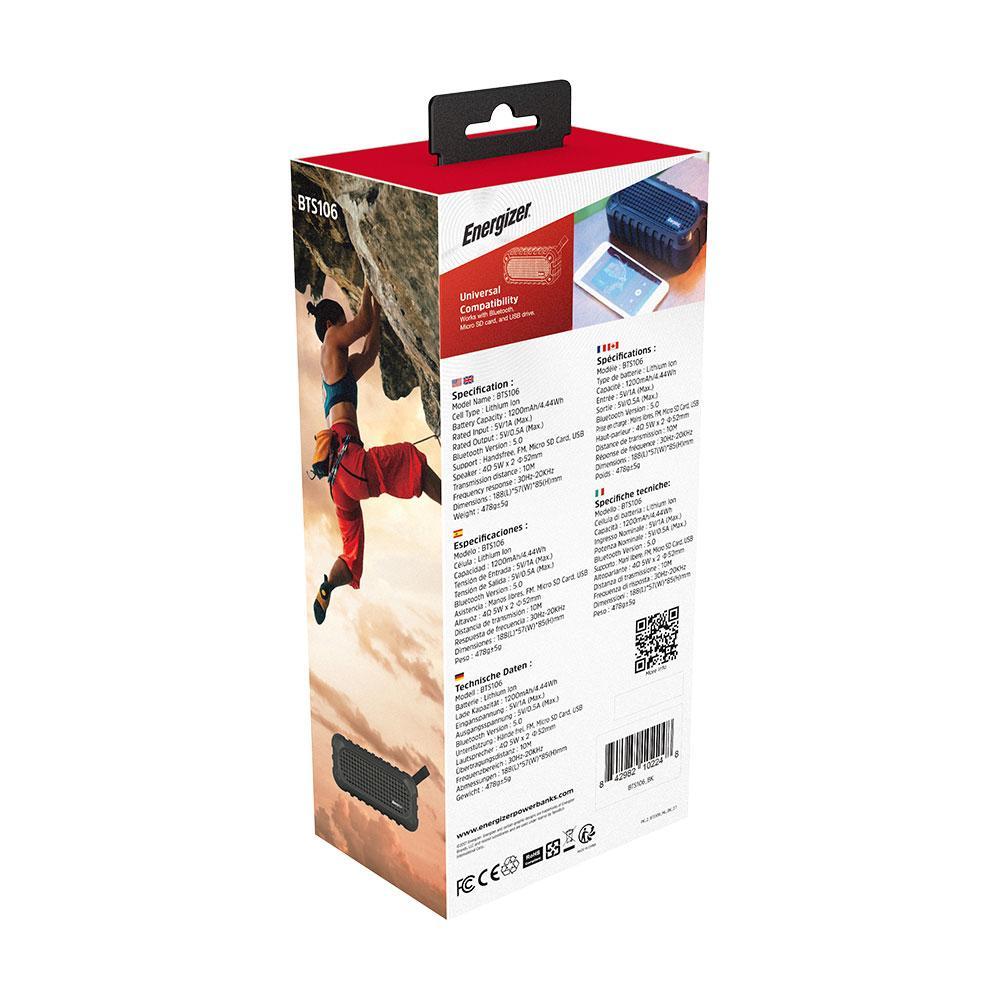 BTS106
Energizer
Universal
Compatibility
Works with Bluetooth,
Micro SD card, and USB drive.
Specification :
Model Name : BTS106
Cell Type : Lithium Ion
Battery Capacity : 1200mAh/4.44Wh
Rated Input : 5V/1A (Max.)
Rated Output : 5V/0.5A (Max.)
Bluetooth Version : 5.0
Support : Handsfree, FM, Micro SD Card, USB
Speaker : 4Ω 5W x 2 Φ52mm
Transmission distance : 10M
Frequency response : 30Hz-20KHz
Dimensions : 188(L)*57(W)*85(H)mm
Weight : 478g±5g
Especificaciones :
Modelo : BTS106
Célula : Lithium Ion
Capacidad : 1200mAh/4.44Wh
Tensión de Entrada : 5V/1A (Max.)
Tensión de Salida : 5V/0.5A (Max.)
Bluetooth Version : 5.0
Asistencia : Manos libres, FM, Micro SD Card, USB
Altavoz : 4Ω 5W x 2 Φ52mm
Distancia de transmisión : 10M
Respuesta de frecuencia : 30Hz-20KHz
Dimensiones : 188(L)*57(W)*85(H)mm
Peso : 478g±5g
Technische Daten :
Modell : BTS106
Batterie : Lithium Ion
Lade Kapazität : 1200mAh/4.44Wh
Eingangspannung : 5V/1A (Max.)
Ausgangsspannung : 5V/0.5A (Max.)
Bluetooth Version : 5.0
Unterstützung : Hände frei, FM, Micro SD Card, USB
Lautsprecher : 4Ω 5W x 2 Φ52mm
Übertragungsdistanz : 10M
Frequenzbereich : 30Hz-20KHz
Abmessungen : 188(L)*57(W)*85(H)mm
Gewicht : 478g±5g
www.energizerpowerbanks.com
FC CE RoHS
Spécifications :
Modèle : BTS106
Type de batterie : Lithium Ion
Capacité : 1200mAh/4.44Wh
Entrée : 5V/1A (Max.)
Sortie : 5V/0.5A (Max.)
Bluetooth Version : 5.0
Prise en charge : Mains libres, FM, Micro SD Card, USB
Haut-parleur : 4Ω 5W x 2 Φ52mm
Distance de transmission : 10M
Réponse de fréquence : 30Hz-20KHz
Dimensions : 188(L)*57(W)*85(H)mm
Poids : 478g±5g
Specifiche tecniche:
Modello : BTS106
Cellula di batteria : Lithium Ion
Capacità : 1200mAh/4.44Wh
Ingresso Nominale : 5V/1A (Max.)
Potenza Nominale : 5V/0.5A (Max.)
Bluetooth Version : 5.0
Supporto : Mani libere, FM, Micro SD Card, USB
Altoparlante : 4Ω 5W x 2 Φ52mm
Distanza di trasmissione : 10M
Frequenza di risposta : 30Hz-20KHz
Dimensioni : 188(L)*57(W)*85(H)mm
Peso : 478g±5g
More Info
8 42982 10224 8
BTS106_BK
MADE IN CHINA